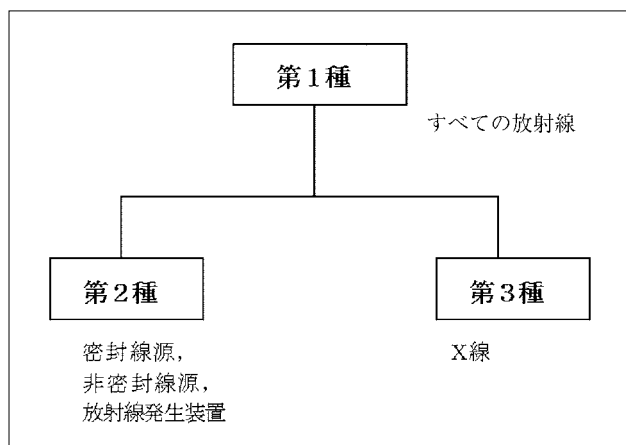 第1種
すべての放射線
第2種
第3種
密封線源,
非密封線源,
放射線発生装置
X線